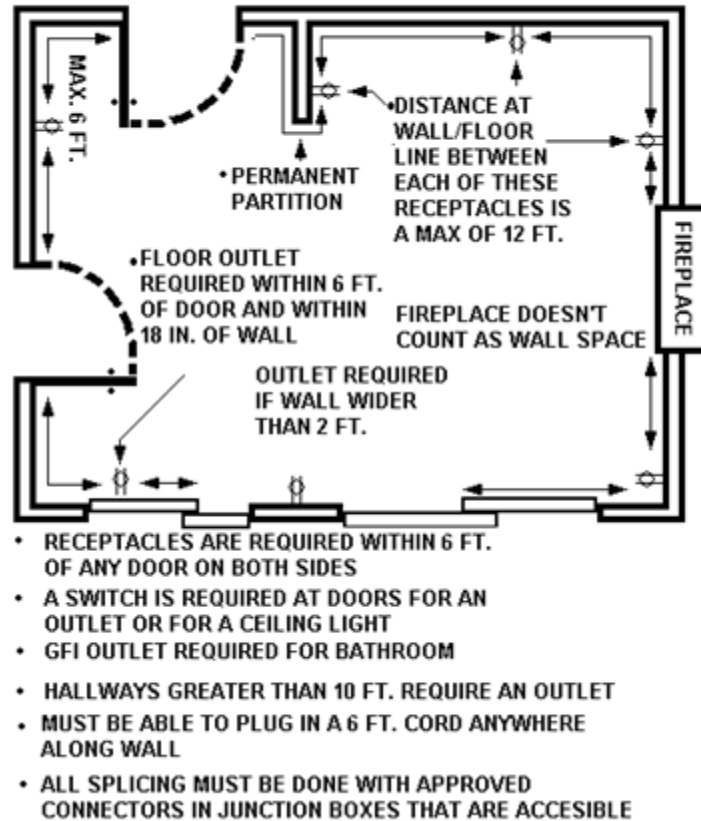 MAX. 6 FT.
• DISTANCE AT
WALL/FLOOR
LINE BETWEEN
EACH OF THESE
RECEPTACLES IS
A MAX OF 12 FT.
• PERMANENT
PARTITION
• FLOOR OUTLET
REQUIRED WITHIN 6 FT.
OF DOOR AND WITHIN
18 IN. OF WALL
FIREPLACE
FIREPLACE DOESN'T
COUNT AS WALL SPACE
OUTLET REQUIRED
IF WALL WIDER
THAN 2 FT.
• RECEPTACLES ARE REQUIRED WITHIN 6 FT.
OF ANY DOOR ON BOTH SIDES
• A SWITCH IS REQUIRED AT DOORS FOR AN
OUTLET OR FOR A CEILING LIGHT
• GFI OUTLET REQUIRED FOR BATHROOM
• HALLWAYS GREATER THAN 10 FT. REQUIRE AN OUTLET
• MUST BE ABLE TO PLUG IN A 6 FT. CORD ANYWHERE
ALONG WALL
• ALL SPLICING MUST BE DONE WITH APPROVED
CONNECTORS IN JUNCTION BOXES THAT ARE ACCESIBLE